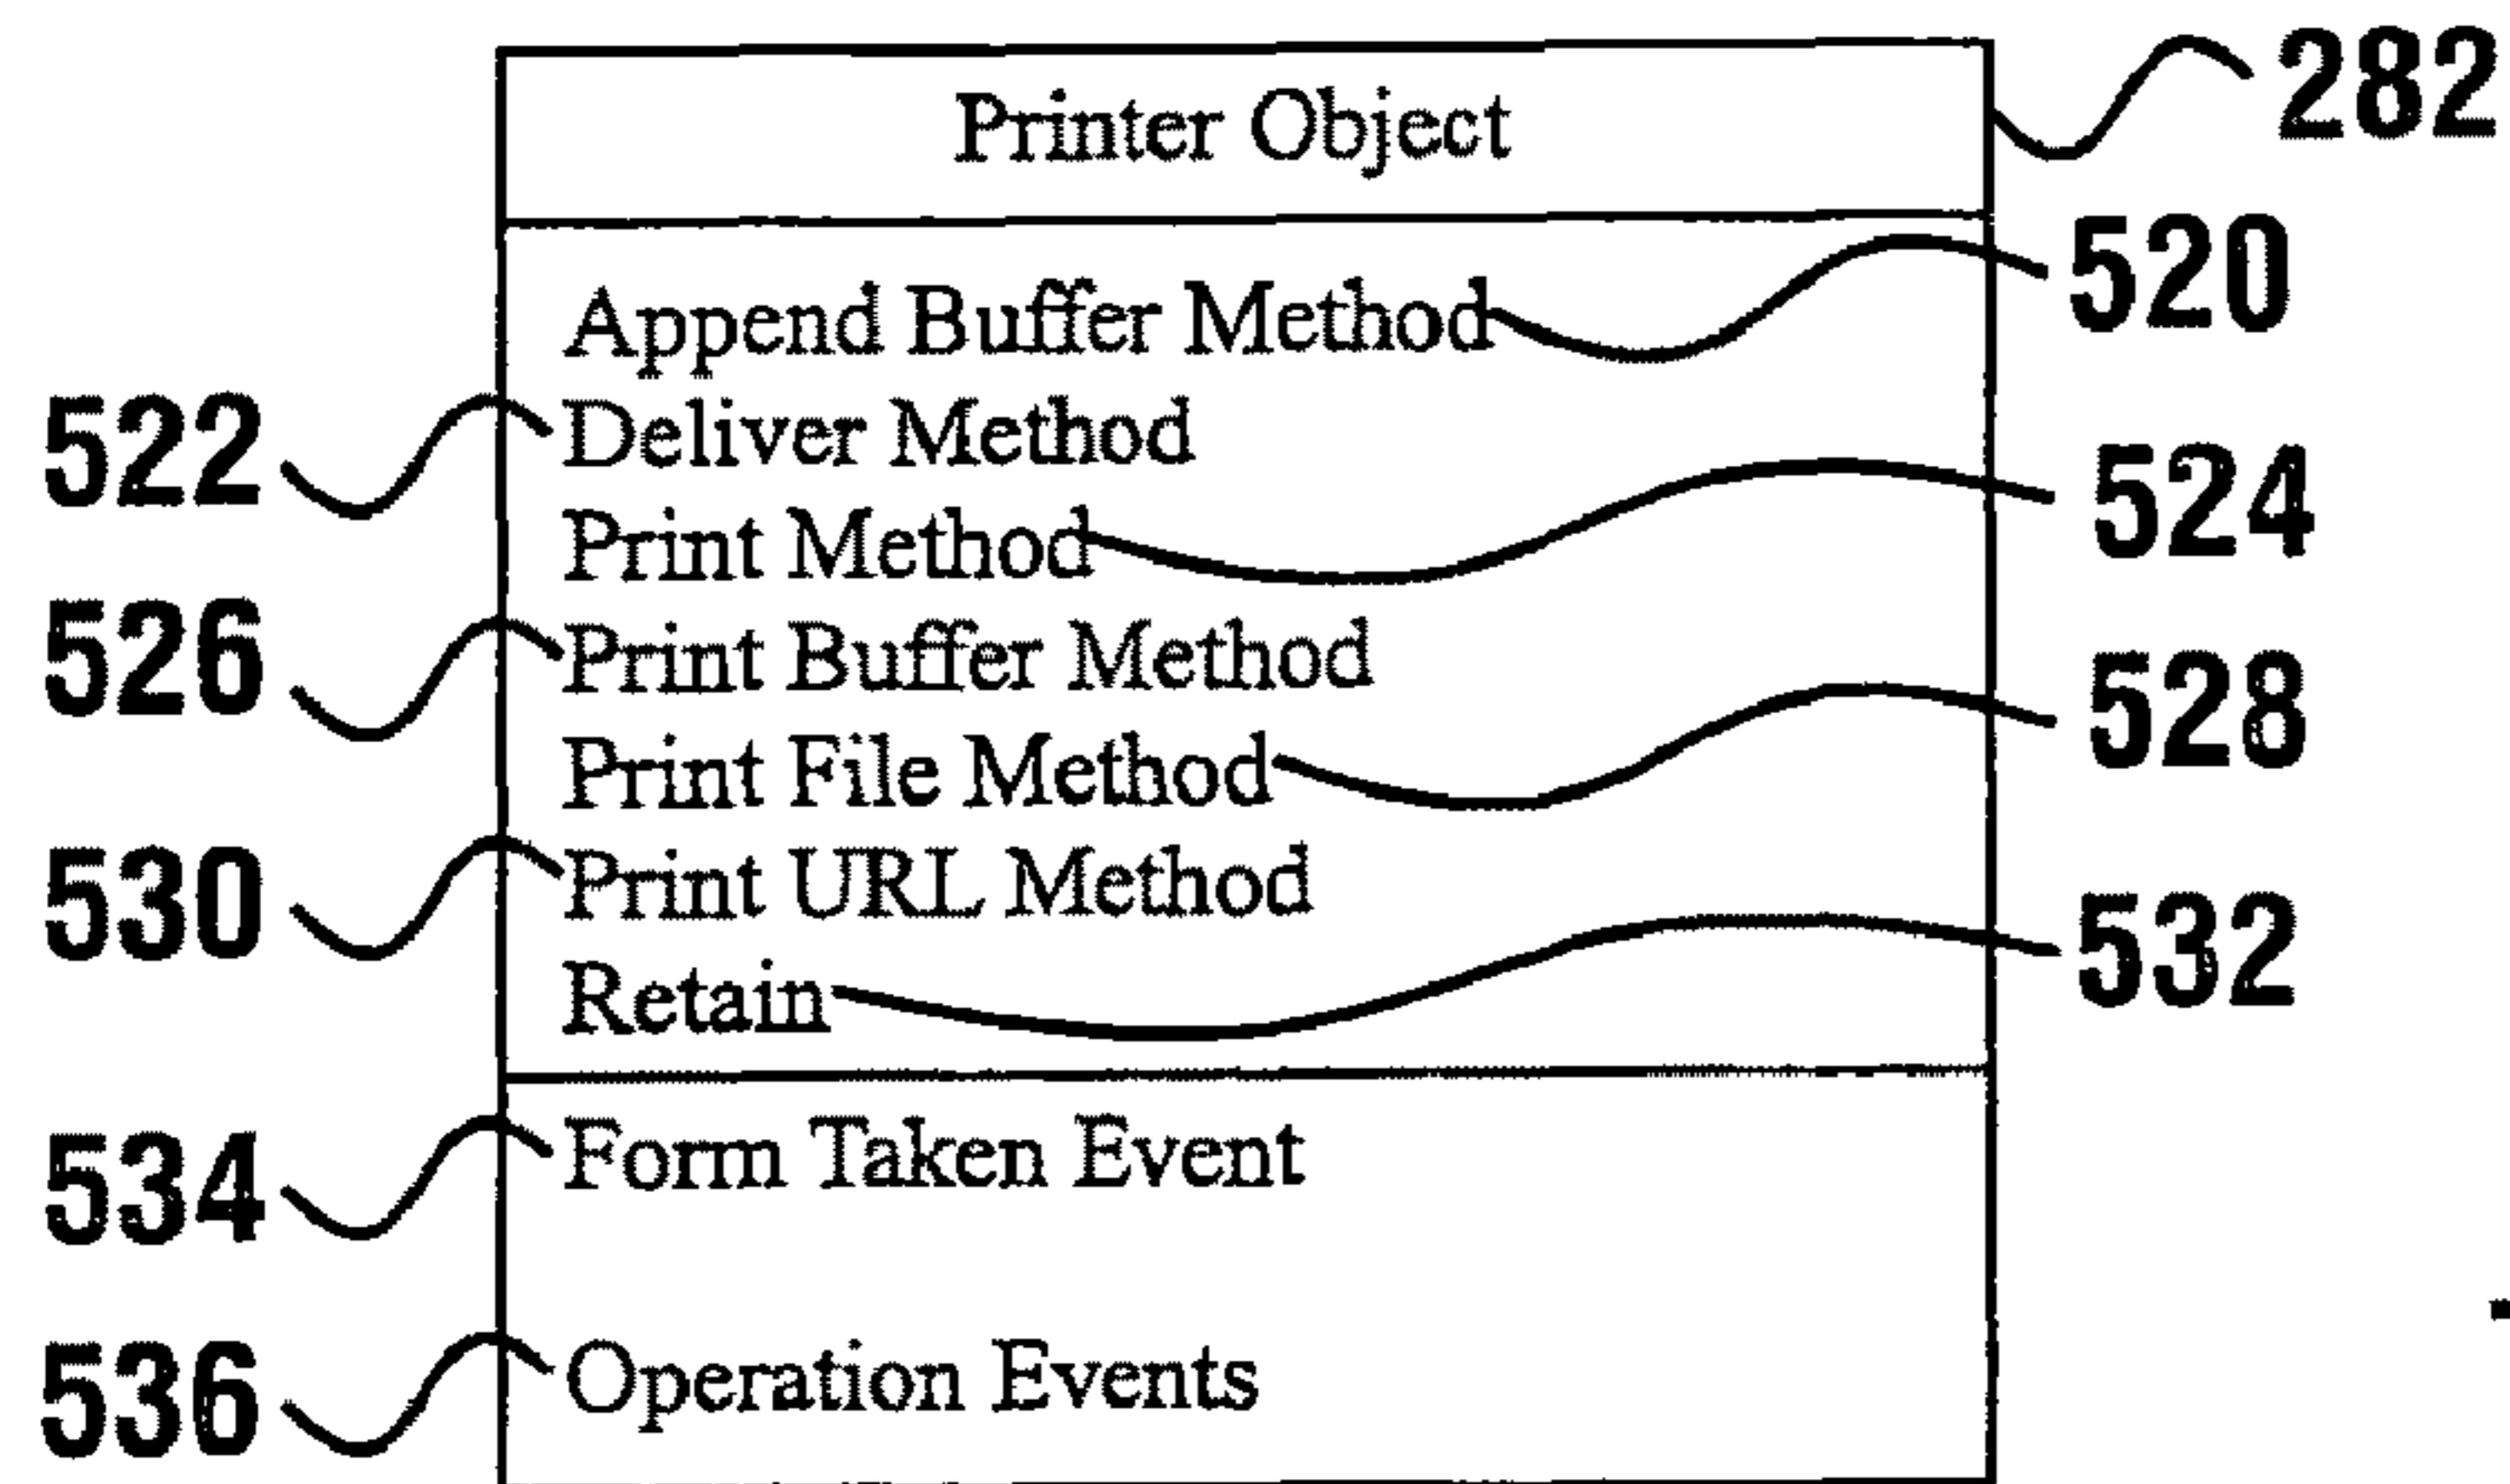 Printer Object 282
Append Buffer Method 520
522 Deliver Method
Print Method 524
526 Print Buffer Method
Print File Method 528
530 Print URL Method
Retain 532
534 Form Taken Event
536 Operation Events